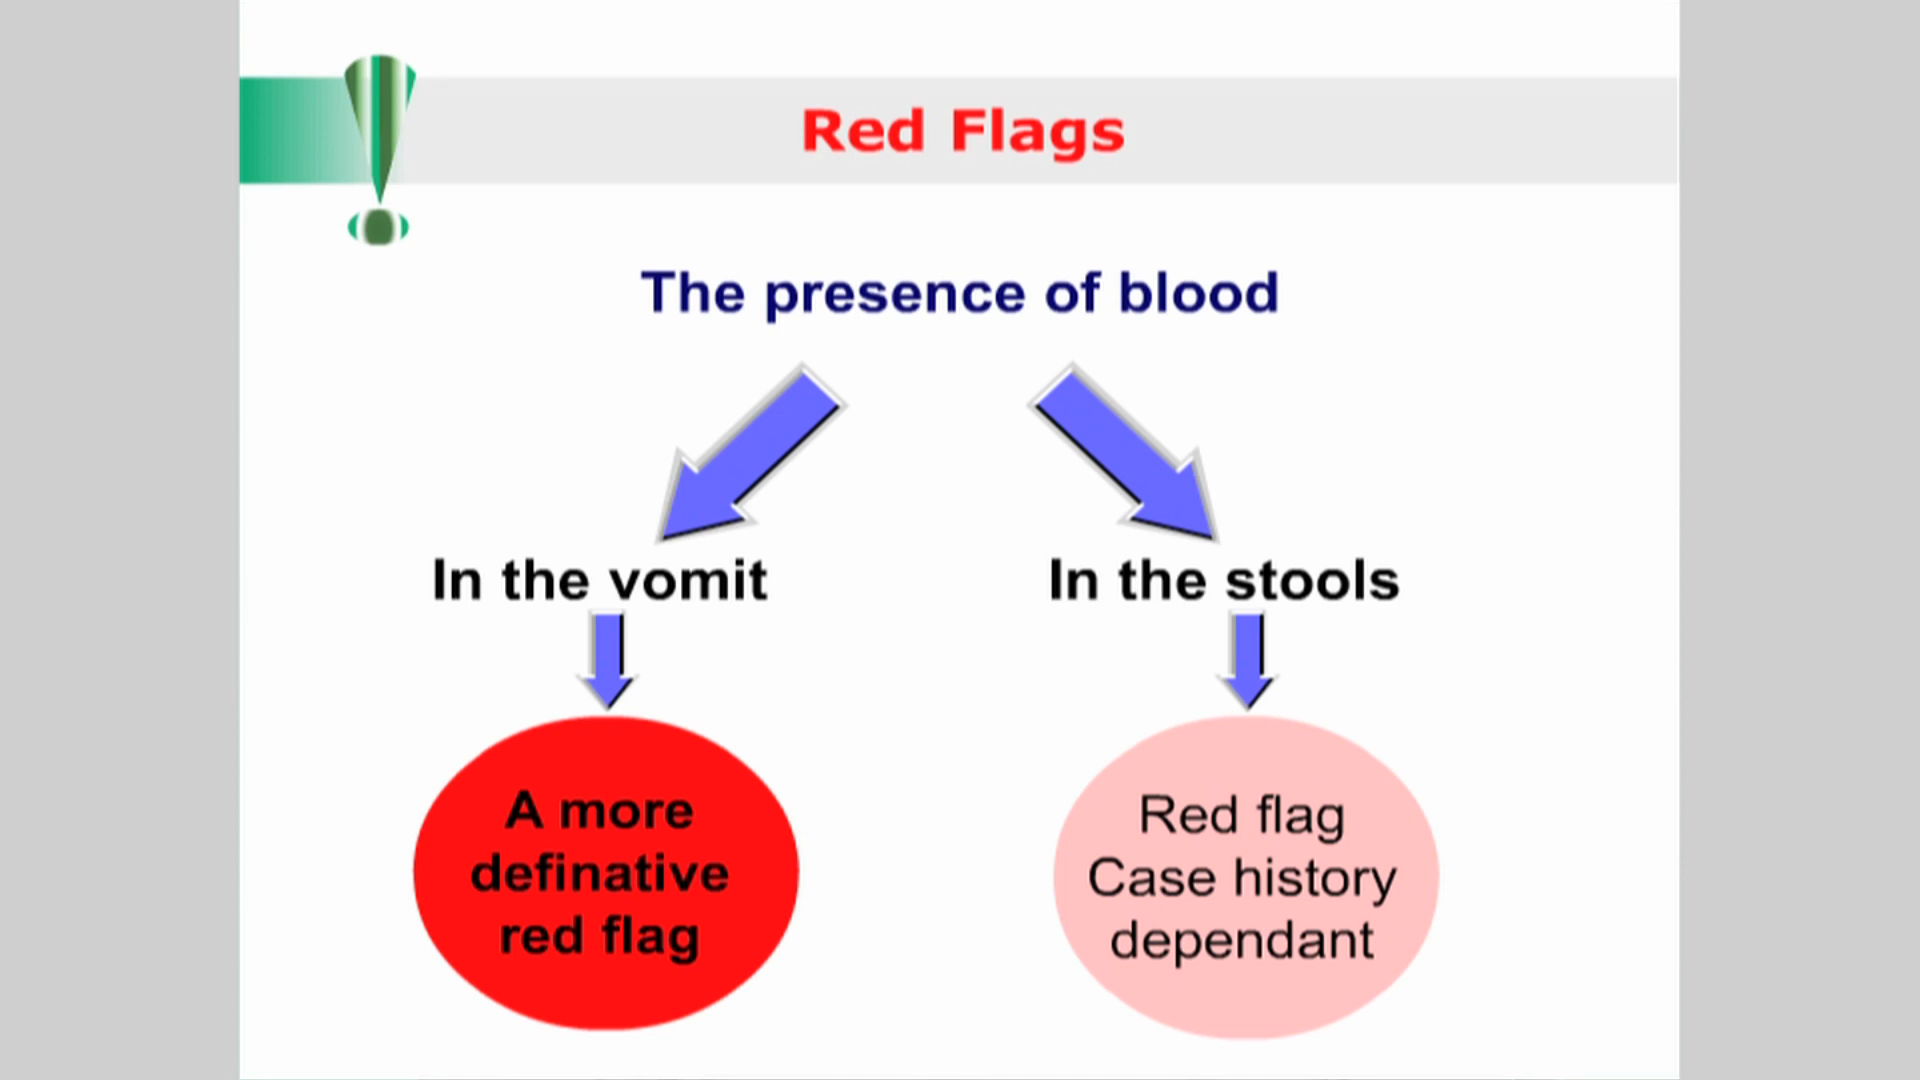 Red Flags
The presence of blood
In the vomit
In the stools
A more
definative
red flag
Red flag
Case history
dependant